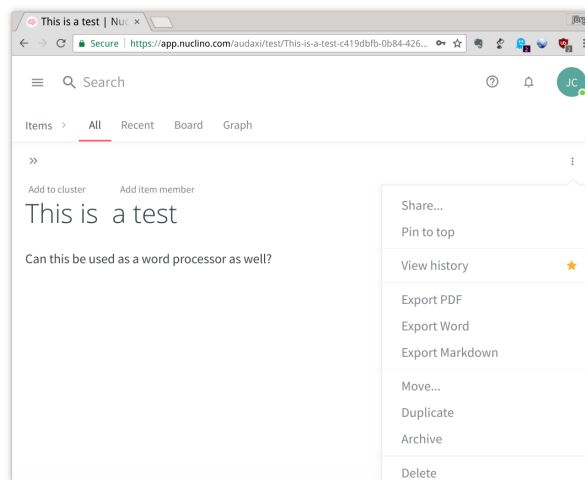 This is a test | Nuc
Secure | https://app.nuclino.com/audaxi/test/This-is-a-test-c419dbfb-0b84-426...
Search
JC
Items > All Recent Board Graph
Add to cluster Add item member
This is a test
Can this be used as a word processor as well?
Share...
Pin to top
View history
Export PDF
Export Word
Export Markdown
Move...
Duplicate
Archive
Delete